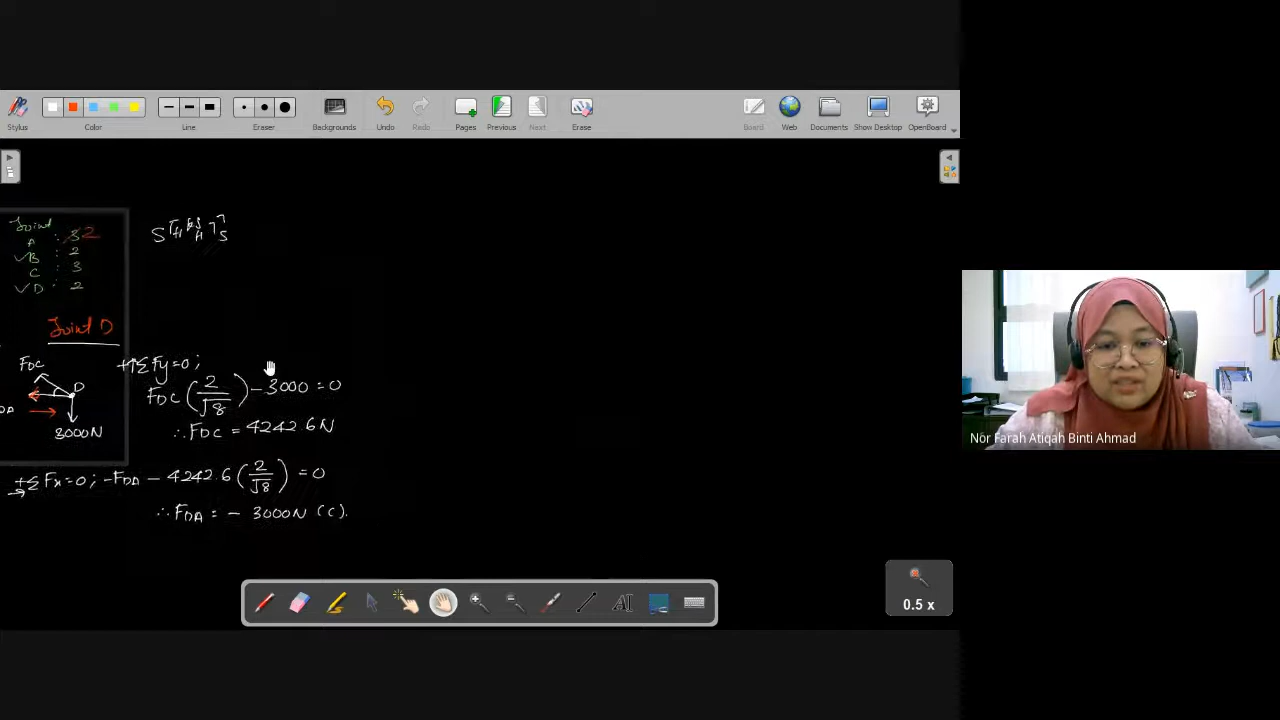 Stylus
Color
Line
Eraser
Backgrounds
Undo
Redo
Pages
Previous
Next
Erase
Board
Web
Documents
Show Desktop
OpenBoard
Joint
A : 3 2
✓B : 2
C : 3
✓D : 2
Joint D
FDC
D
DA
3000N
+↑ΣFy=0;
FDC (2/√8) - 3000 = 0
∴FDC = 4242.6N
+→ΣFx=0; -FDA - 4242.6 (2/√8) = 0
∴FDA = - 3000N (C).
Nor Farah Atiqah Binti Ahmad
0.5 x